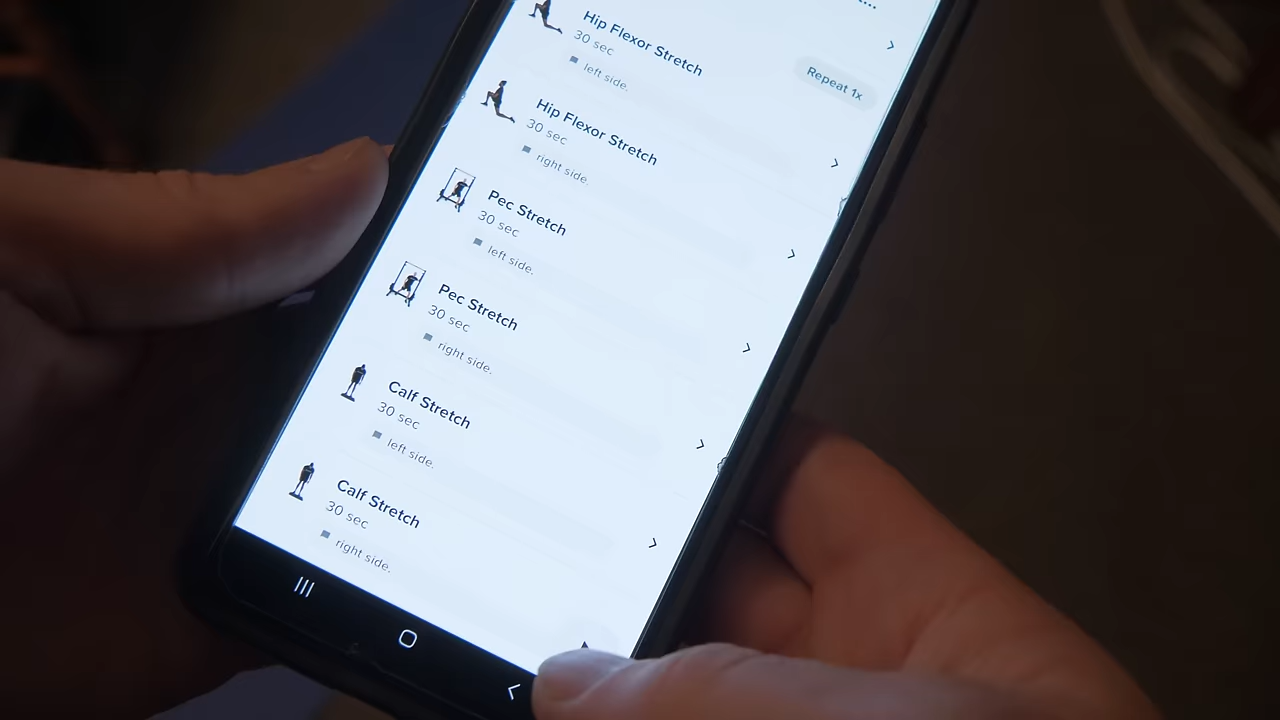 Hip Flexor Stretch
30 sec
left side.
Repeat 1x
Hip Flexor Stretch
30 sec
right side.
Pec Stretch
30 sec
left side.
Pec Stretch
30 sec
right side.
Calf Stretch
30 sec
left side.
Calf Stretch
30 sec
right side.